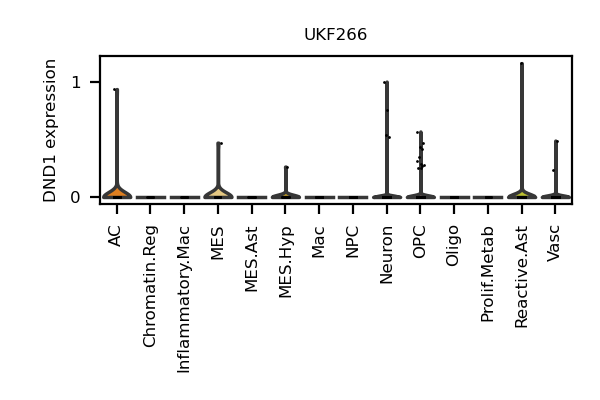 UKF266
DND1 expression
1
0
AC
Chromatin.Reg
Inflammatory.Mac
MES
MES.Ast
MES.Hyp
Mac
NPC
Neuron
OPC
Oligo
Prolif.Metab
Reactive.Ast
Vasc